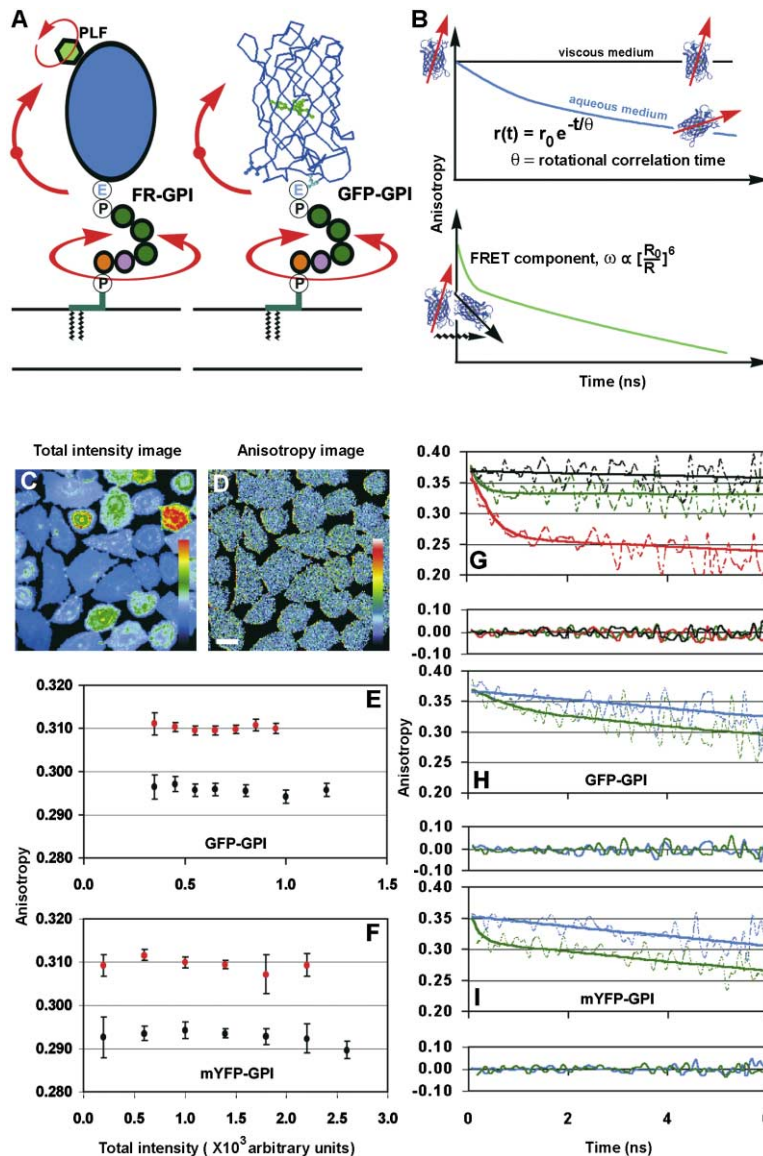 A
PLF
E
P
FR-GPI
P
E
P
GFP-GPI
P
B
viscous medium
aqueous medium
r(t) = r0 e-t/θ
θ = rotational correlation time
Anisotropy
FRET component, ω α [R0/R]6
Time (ns)
Total intensity image
Anisotropy image
C
D
E
0.320
0.310
0.300
0.290
0.280
GFP-GPI
0.0
0.5
1.0
1.5
Anisotropy
F
0.320
0.310
0.300
0.290
0.280
mYFP-GPI
0.0
0.5
1.0
1.5
2.0
2.5
3.0
Total intensity ( X103 arbitrary units)
0.40
0.35
0.30
0.25
0.20
G
0.10
0.00
-0.10
0.40
0.35
0.30
0.25
0.20
H
GFP-GPI
Anisotropy
0.10
0.00
-0.10
0.40
0.35
0.30
0.25
0.20
I
mYFP-GPI
0.10
0.00
-0.10
0
2
4
6
Time (ns)